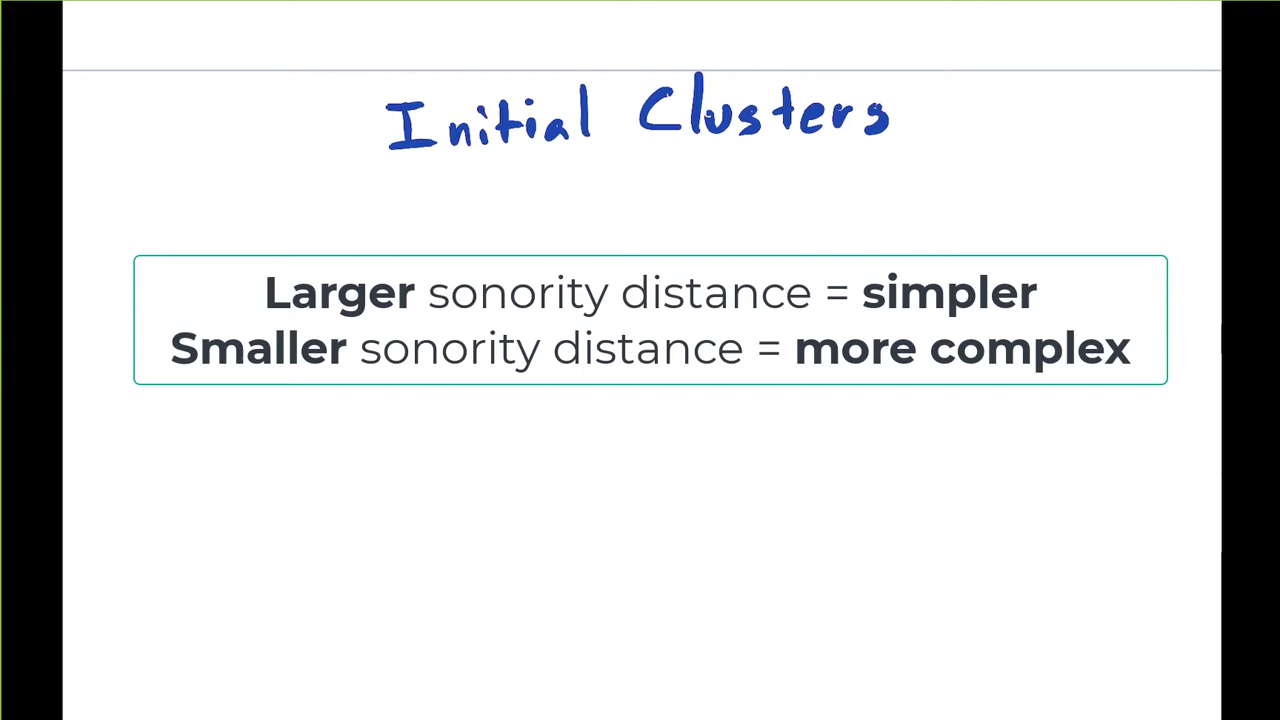 Initial Clusters
Larger sonority distance = simpler
Smaller sonority distance = more complex